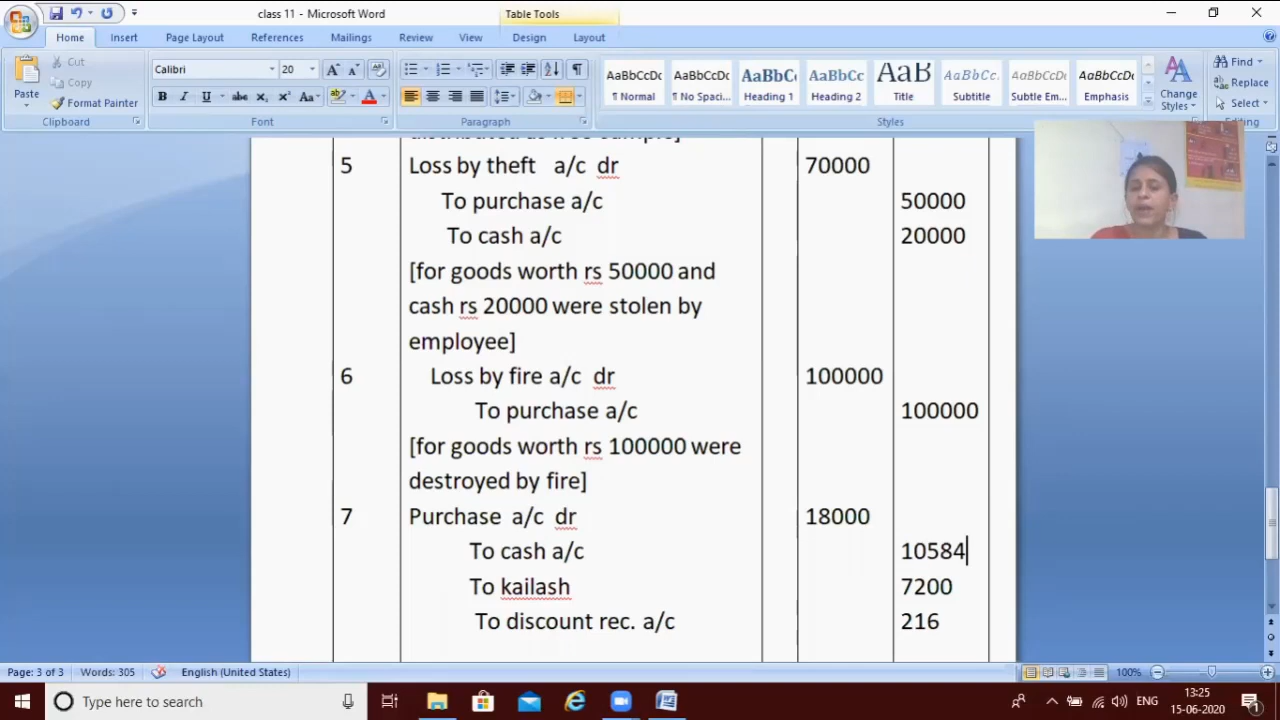 class 11 - Microsoft Word
Table Tools
Home Insert Page Layout References Mailings Review View Design Layout
Cut
Copy
Paste
Format Painter
Clipboard
Calibri 20
Font
Paragraph
AaBbCcDc AaBbCcDc AaBbCc AaBbCc AaB AaBbCc. AaBbCcDc AaBbCcDc
¶ Normal ¶ No Spaci... Heading 1 Heading 2 Title Subtitle Subtle Em... Emphasis
Change Styles
Styles
Find
Replace
Select
Editing
5 Loss by theft a/c dr 70000
To purchase a/c 50000
To cash a/c 20000
[for goods worth rs 50000 and
cash rs 20000 were stolen by
employee]
6 Loss by fire a/c dr 100000
To purchase a/c 100000
[for goods worth rs 100000 were
destroyed by fire]
7 Purchase a/c dr 18000
To cash a/c 10584
To kailash 7200
To discount rec. a/c 216
Page: 3 of 3 Words: 305 English (United States) 100%
Type here to search
ENG
13:25
15-06-2020